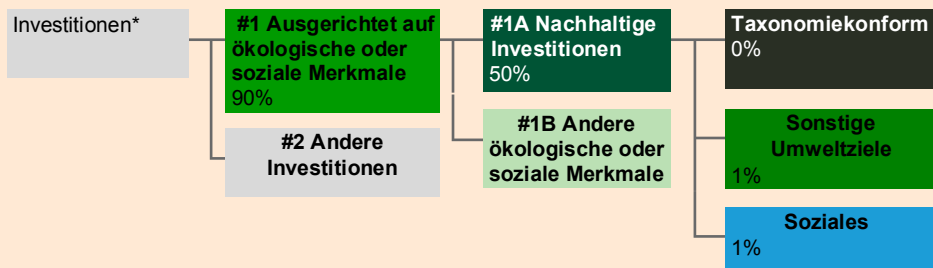 Investitionen*
#1 Ausgerichtet auf
ökologische oder
soziale Merkmale
90%
#2 Andere
Investitionen
#1A Nachhaltige
Investitionen
50%
#1B Andere
ökologische oder
soziale Merkmale
Taxonomiekonform
0%
Sonstige
Umweltziele
1%
Soziales
1%